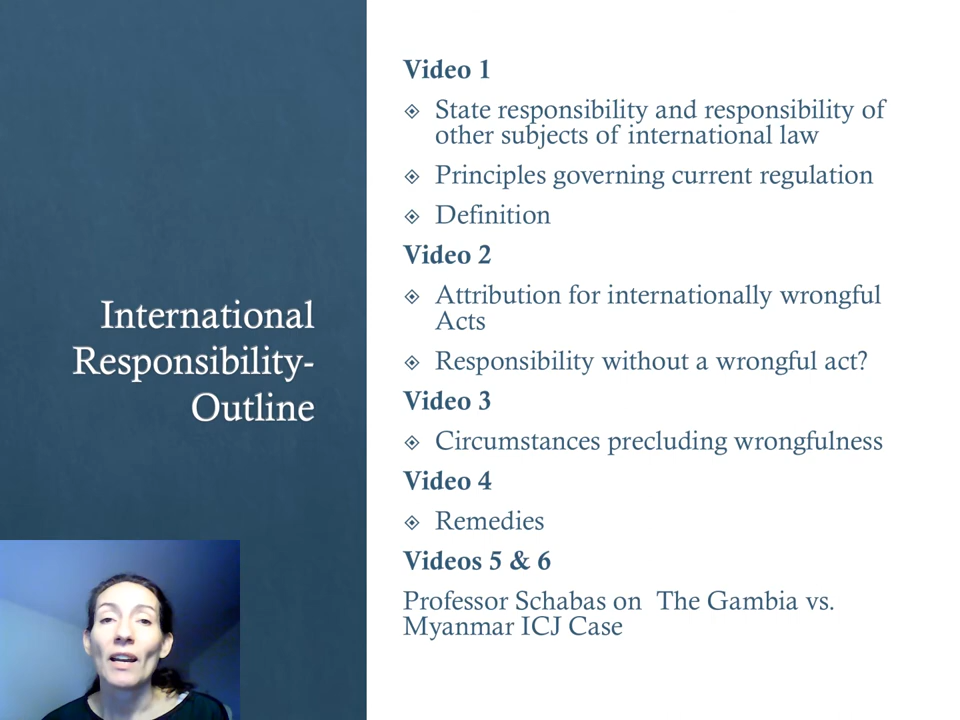 International
Responsibility-
Outline
Video 1
State responsibility and responsibility of
other subjects of international law
Principles governing current regulation
Definition
Video 2
Attribution for internationally wrongful
Acts
Responsibility without a wrongful act?
Video 3
Circumstances precluding wrongfulness
Video 4
Remedies
Videos 5 & 6
Professor Schabas on The Gambia vs.
Myanmar ICJ Case